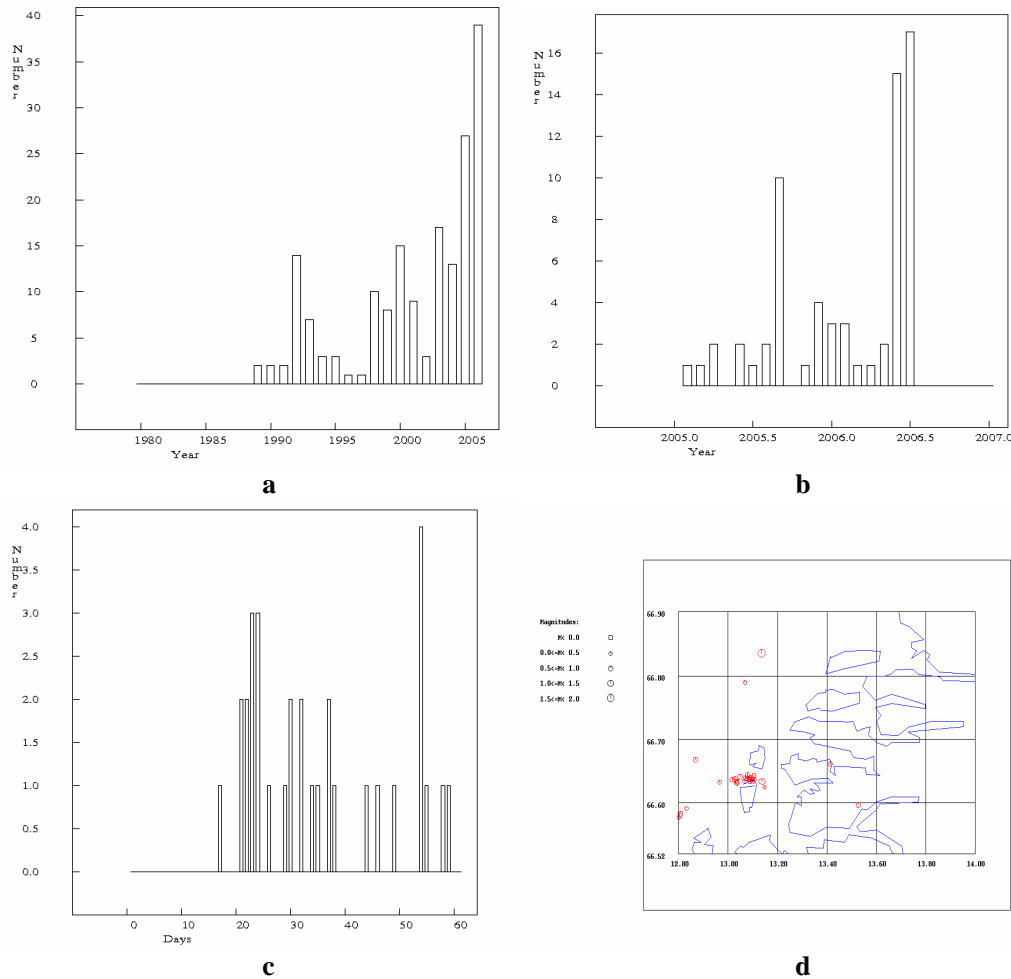 Number
40
35
30
25
20
15
10
5
0
1980 1985 1990 1995 2000 2005
Year
a
Number
16
14
12
10
8
6
4
2
0
2005.0 2005.5 2006.0 2006.5 2007.0
Year
b
Number
4.0
3.5
3.0
2.5
2.0
1.5
1.0
0.5
0.0
0 10 20 30 40 50 60
Days
c
Magnitudes:
M< 0.0
0.0<=M< 0.5
0.5<=M< 1.0
1.0<=M< 1.5
1.5<=M< 2.0
66.90
66.80
66.70
66.60
66.52
12.80 13.00 13.20 13.40 13.60 13.80 14.00
d